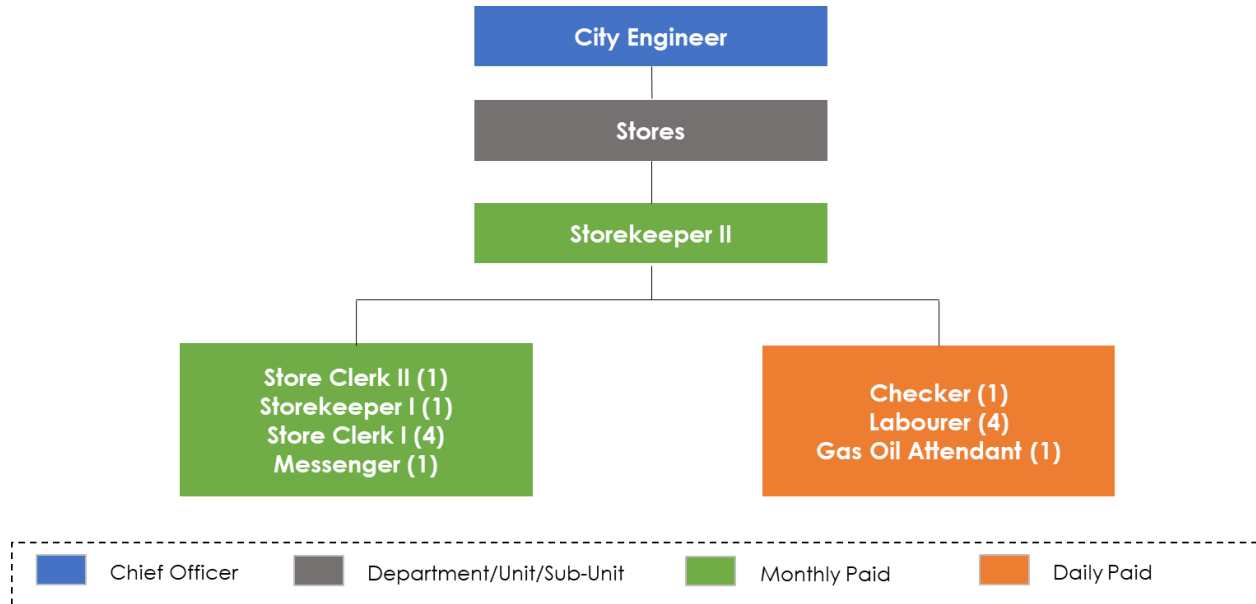 City Engineer
Stores
Storekeeper II
Store Clerk II (1)
Storekeeper I (1)
Store Clerk I (4)
Messenger (1)
Checker (1)
Labourer (4)
Gas Oil Attendant (1)
Chief Officer
Department/Unit/Sub-Unit
Monthly Paid
Daily Paid